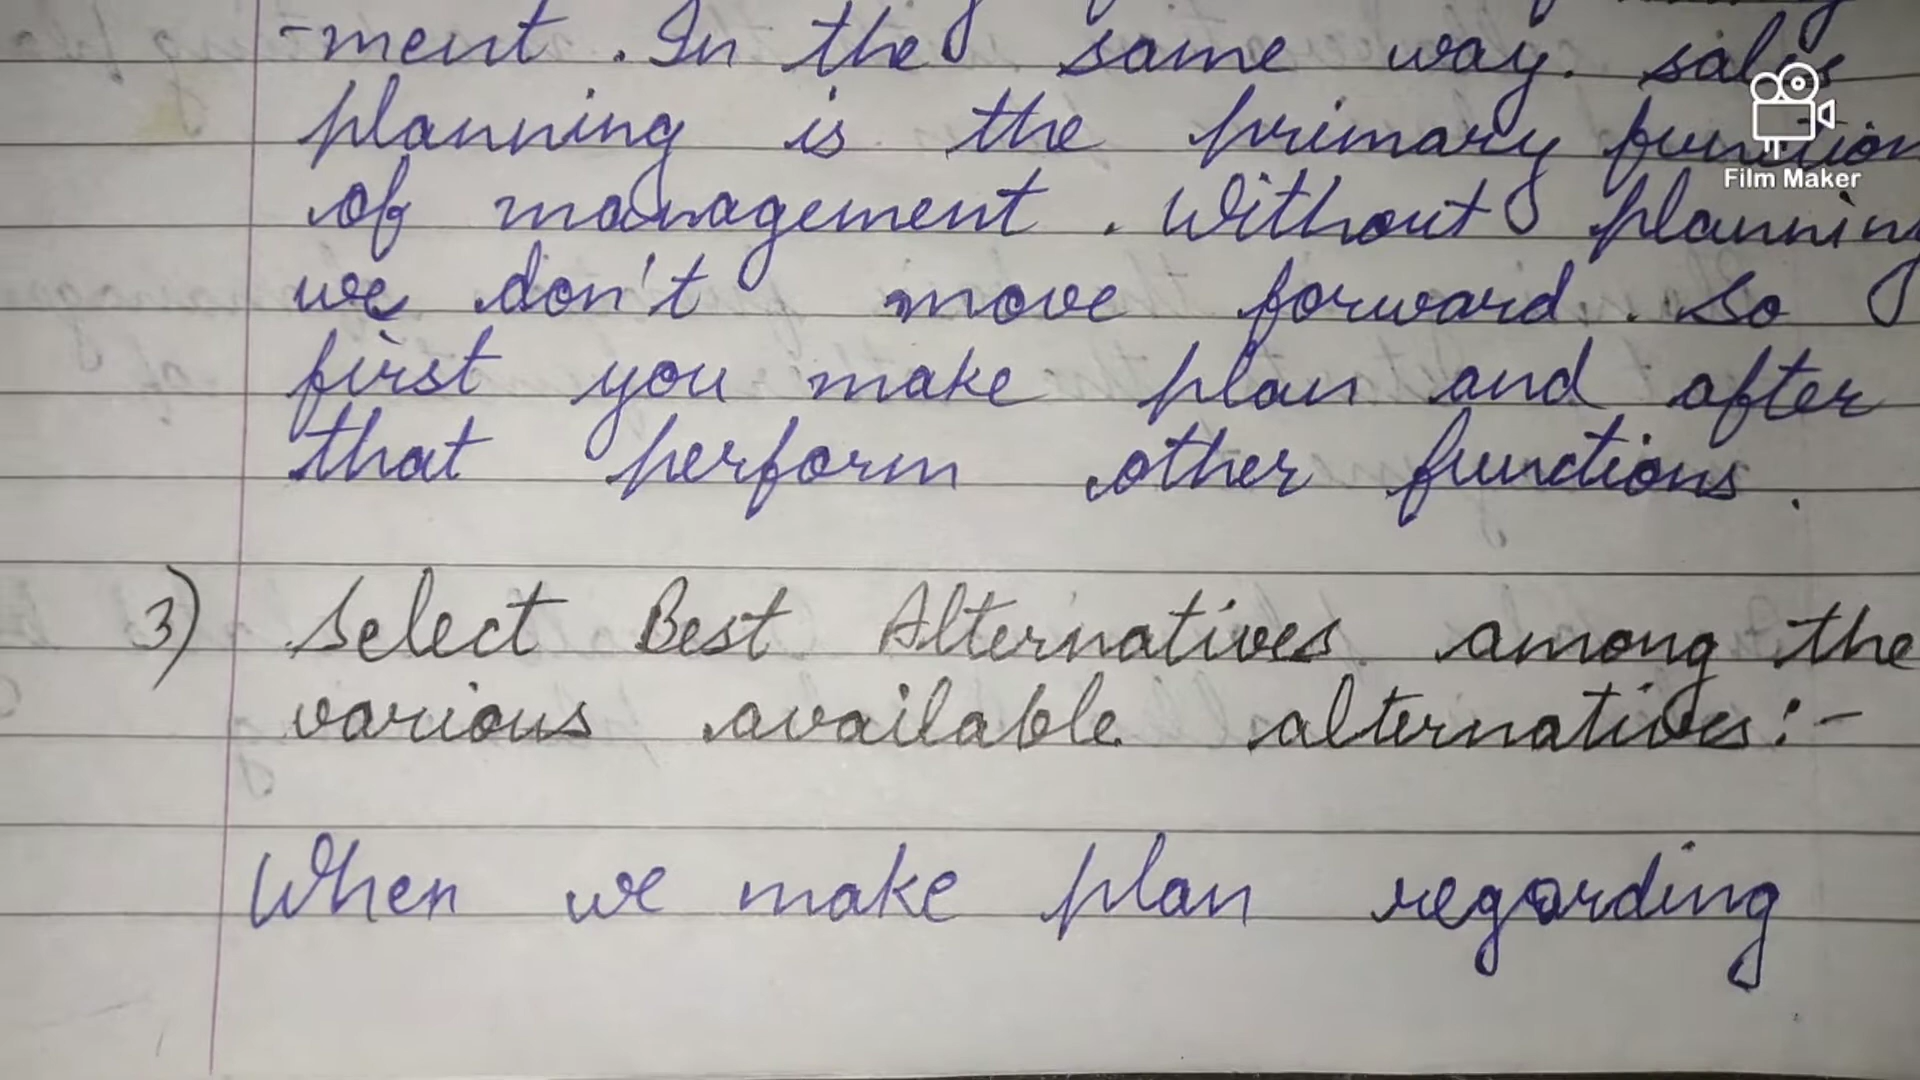 -ment. In the same way. sales
planning is the primary function
of management. Without planning
we don't move forward. So
first you make plan and after
that perform other functions.
3) Select Best Alternatives among the
various available alternatives:-
When we make plan regarding
Film Maker